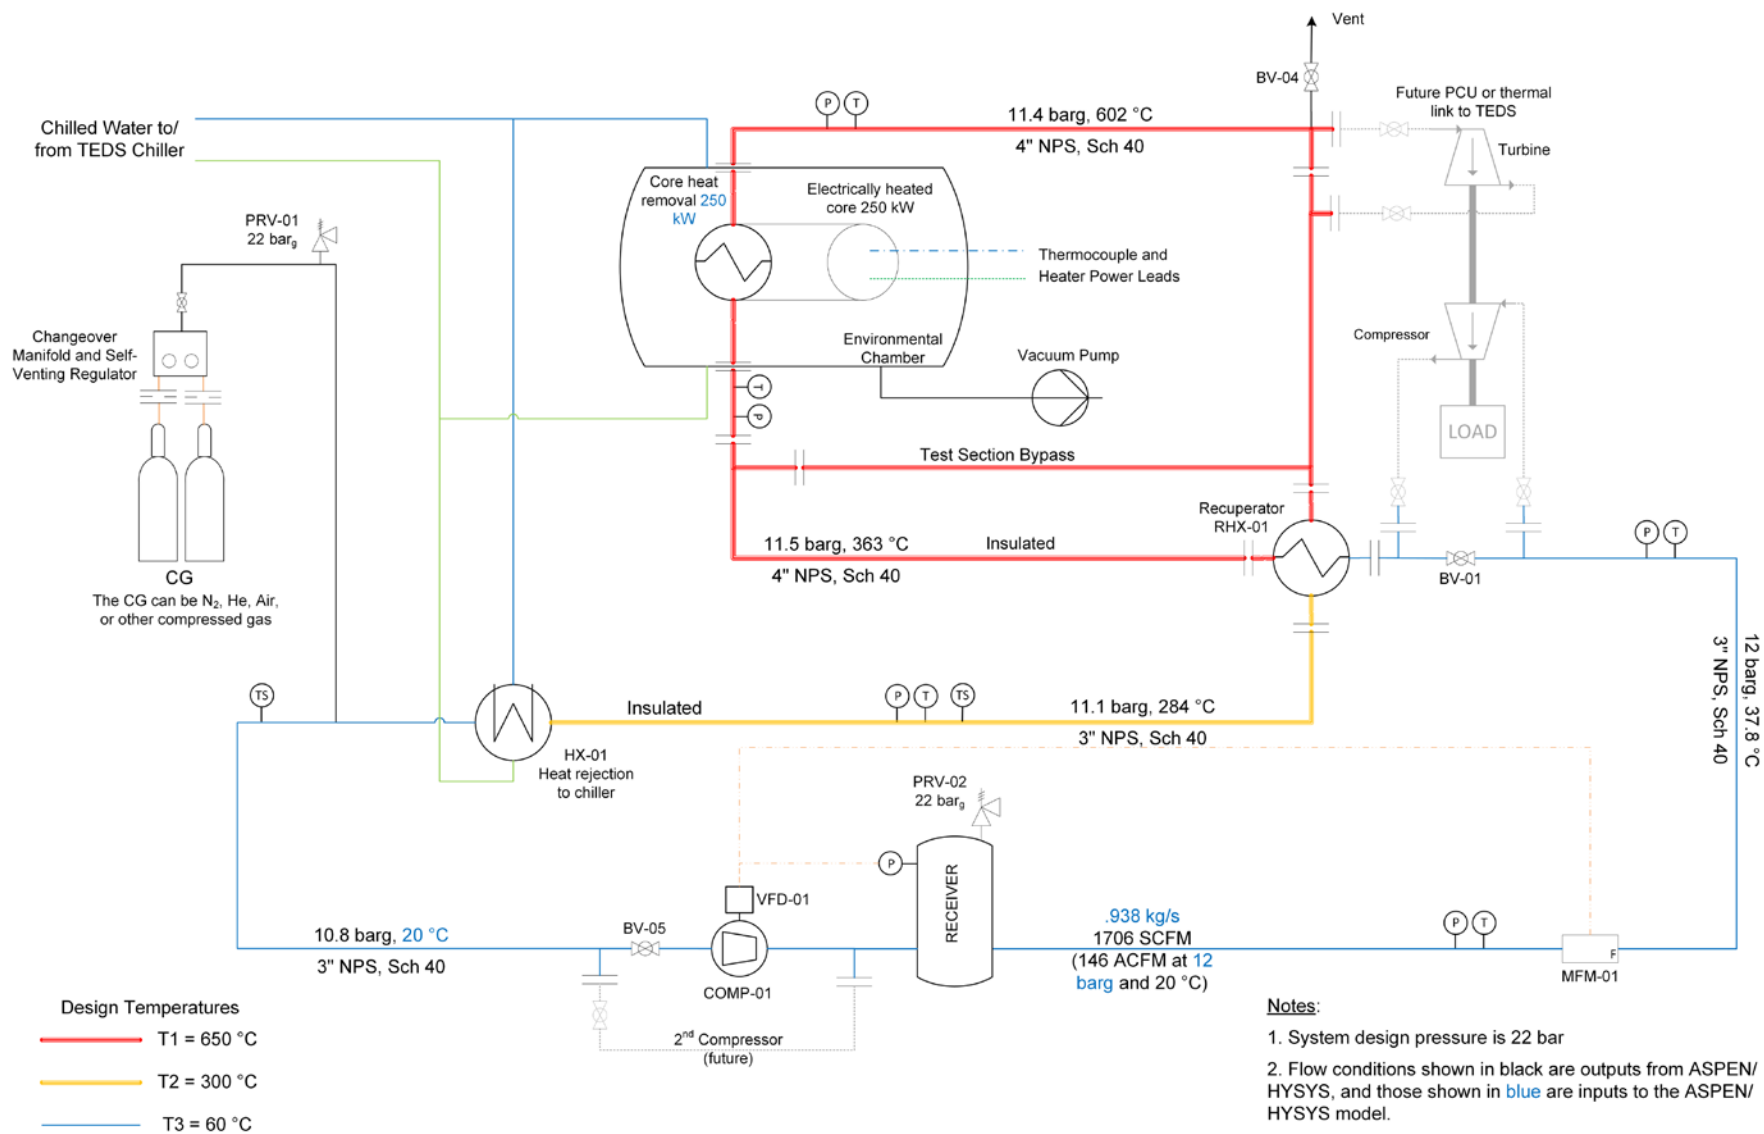 Vent
BV-04
Future PCU or thermal
link to TEDS
Turbine
P
T
11.4 barg, 602 °C
4" NPS, Sch 40
Chilled Water to/
from TEDS Chiller
Core heat
removal 250
kW
Electrically heated
core 250 kW
Thermocouple and
Heater Power Leads
PRV-01
22 barg
Changeover
Manifold and Self-
Venting Regulator
Environmental
Chamber
Vacuum Pump
Compressor
LOAD
T
P
Test Section Bypass
Recuperator
RHX-01
11.5 barg, 363 °C
Insulated
4" NPS, Sch 40
P
T
BV-01
CG
The CG can be N2, He, Air,
or other compressed gas
12 barg, 37.8 °C
3" NPS, Sch 40
TS
Insulated
P
T
TS
11.1 barg, 284 °C
3" NPS, Sch 40
HX-01
Heat rejection
to chiller
PRV-02
22 barg
P
RECEIVER
VFD-01
BV-05
COMP-01
10.8 barg, 20 °C
3" NPS, Sch 40
.938 kg/s
1706 SCFM
(146 ACFM at 12
barg and 20 °C)
P
T
F
MFM-01
2nd Compressor
(future)
Design Temperatures
T1 = 650 °C
T2 = 300 °C
T3 = 60 °C
Notes:
1. System design pressure is 22 bar
2. Flow conditions shown in black are outputs from ASPEN/
HYSYS, and those shown in blue are inputs to the ASPEN/
HYSYS model.